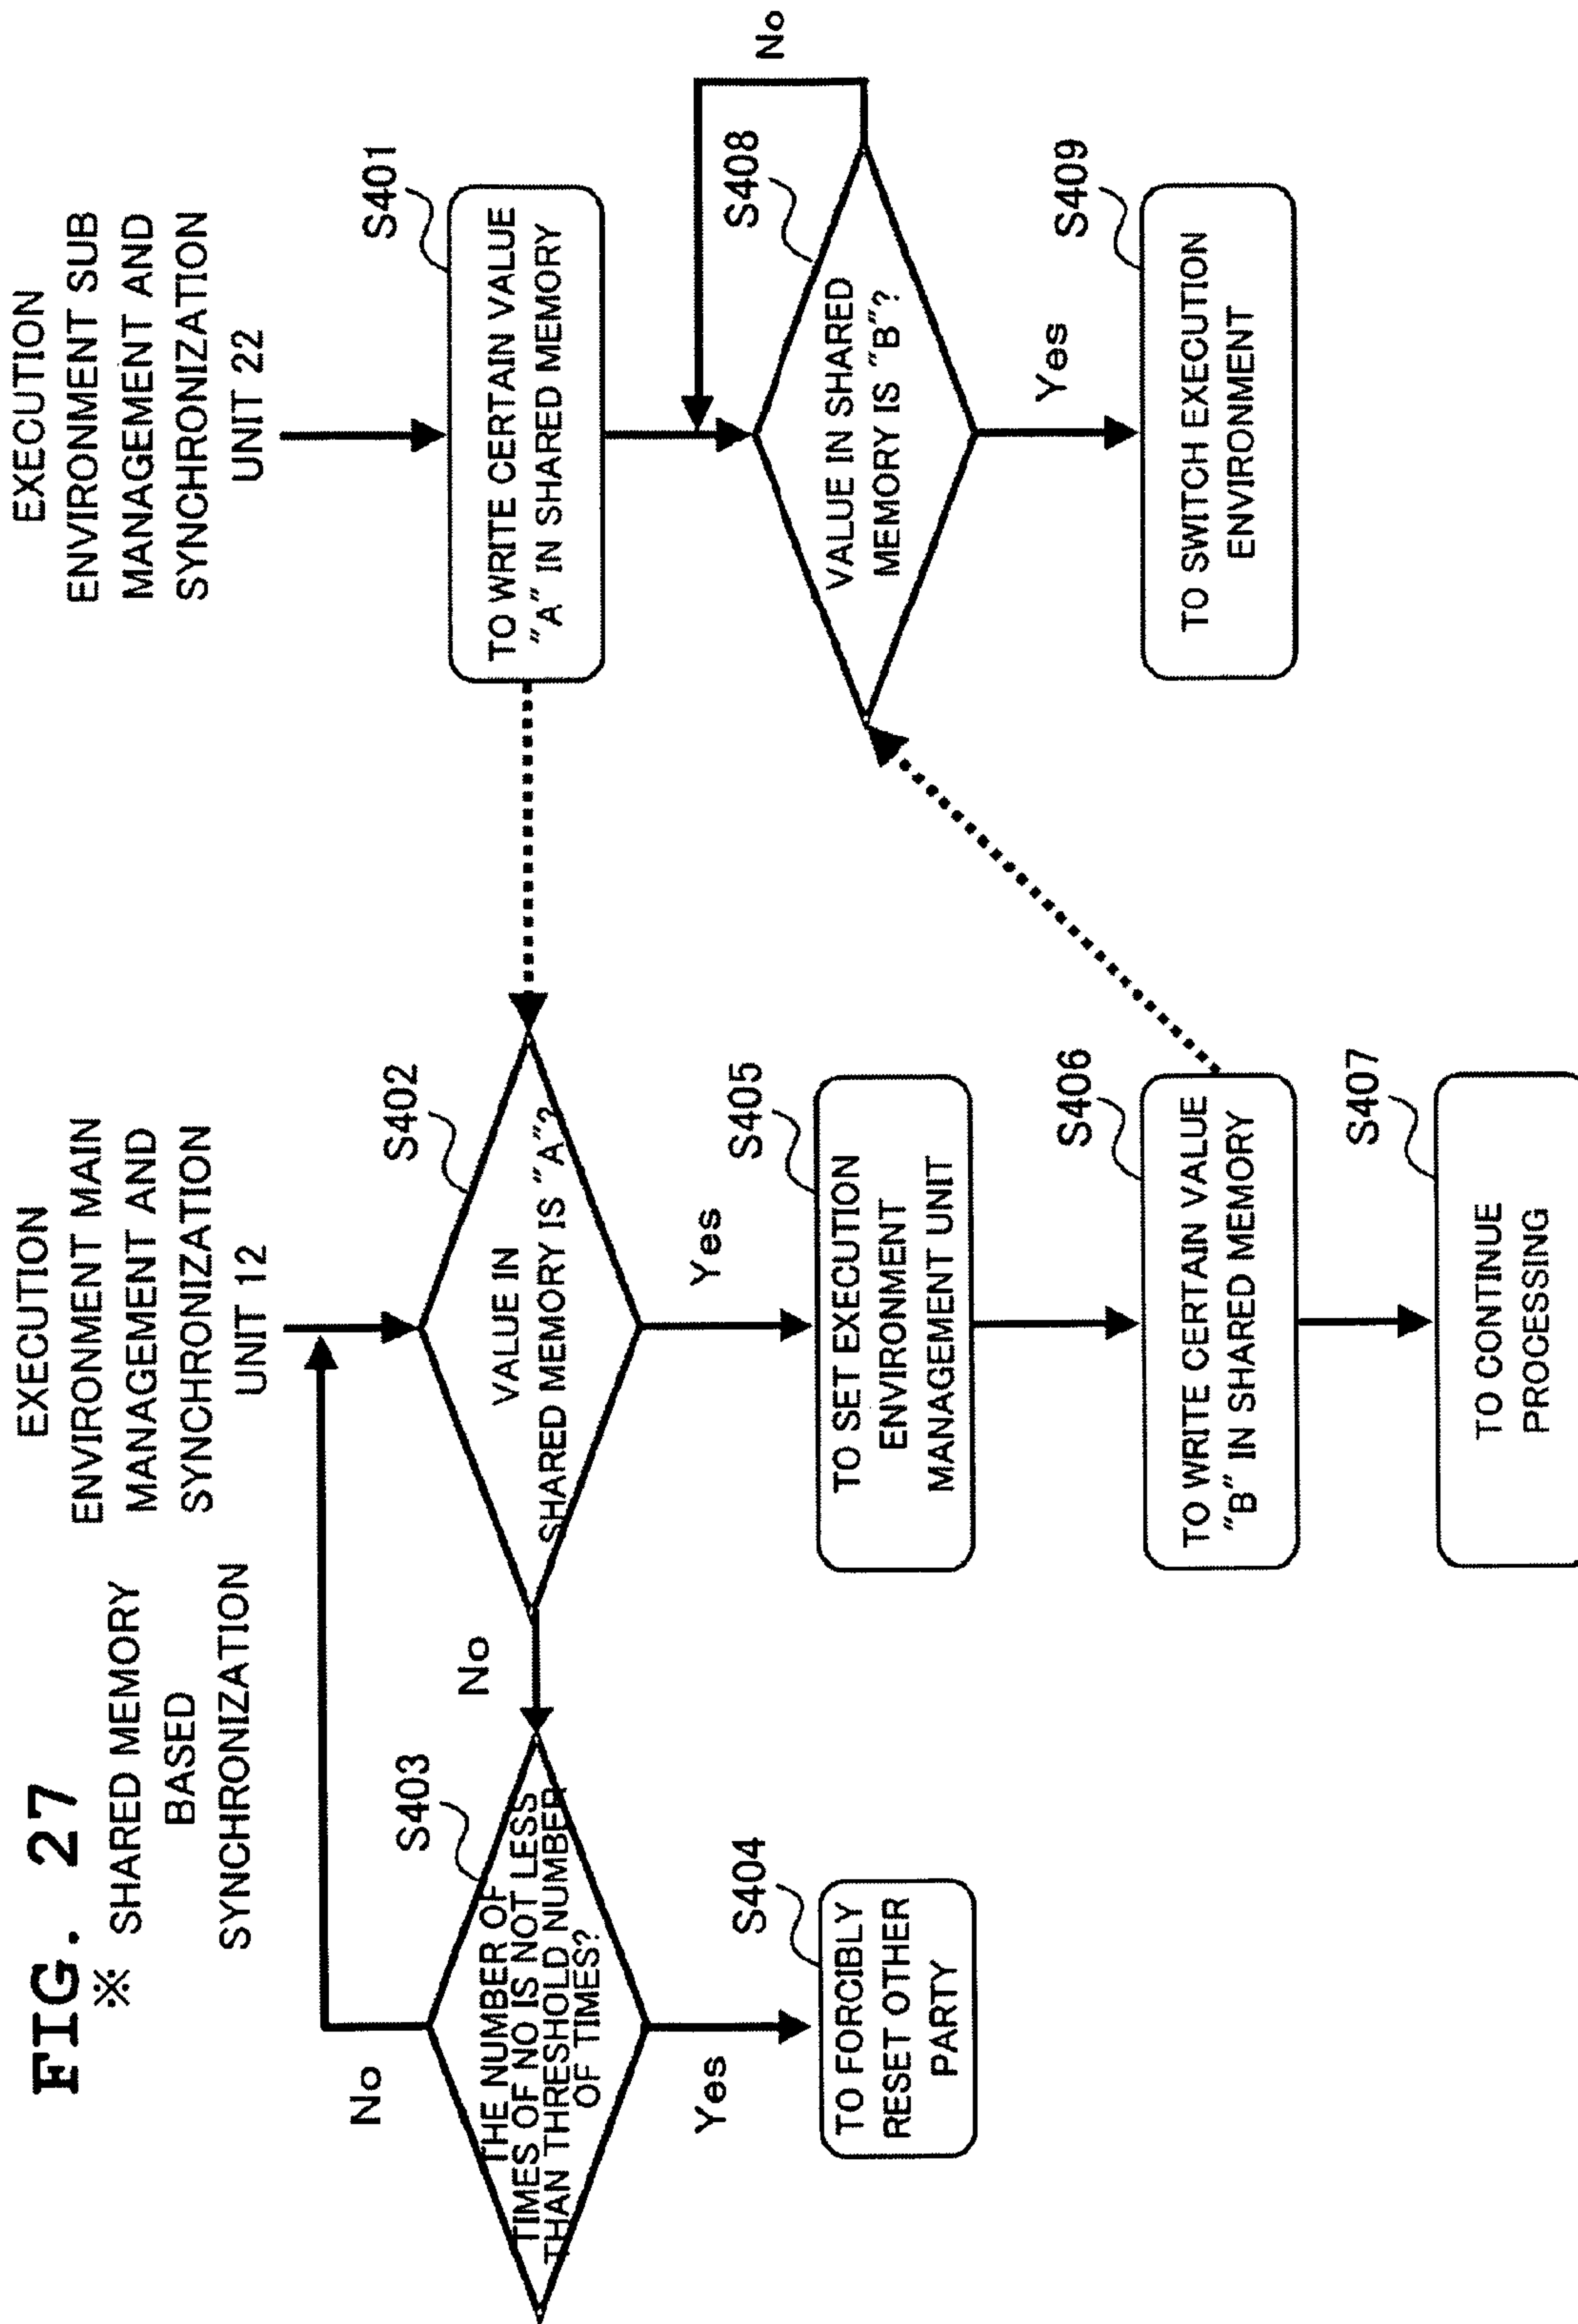 FIG. 27
※ SHARED MEMORY
BASED
SYNCHRONIZATION
EXECUTION
ENVIRONMENT MAIN
MANAGEMENT AND
SYNCHRONIZATION
UNIT 12
EXECUTION
ENVIRONMENT SUB
MANAGEMENT AND
SYNCHRONIZATION
UNIT 22
S401
TO WRITE CERTAIN VALUE
"A" IN SHARED MEMORY
S402
VALUE IN
SHARED MEMORY IS "A"?
No
Yes
S403
THE NUMBER OF
TIMES OF NO IS NOT LESS
THAN THRESHOLD NUMBER
OF TIMES?
No
Yes
S404
TO FORCIBLY
RESET OTHER
PARTY
S405
TO SET EXECUTION
ENVIRONMENT
MANAGEMENT UNIT
S406
TO WRITE CERTAIN VALUE
"B" IN SHARED MEMORY
S407
TO CONTINUE
PROCESSING
S408
VALUE IN SHARED
MEMORY IS "B"?
No
Yes
S409
TO SWITCH EXECUTION
ENVIRONMENT